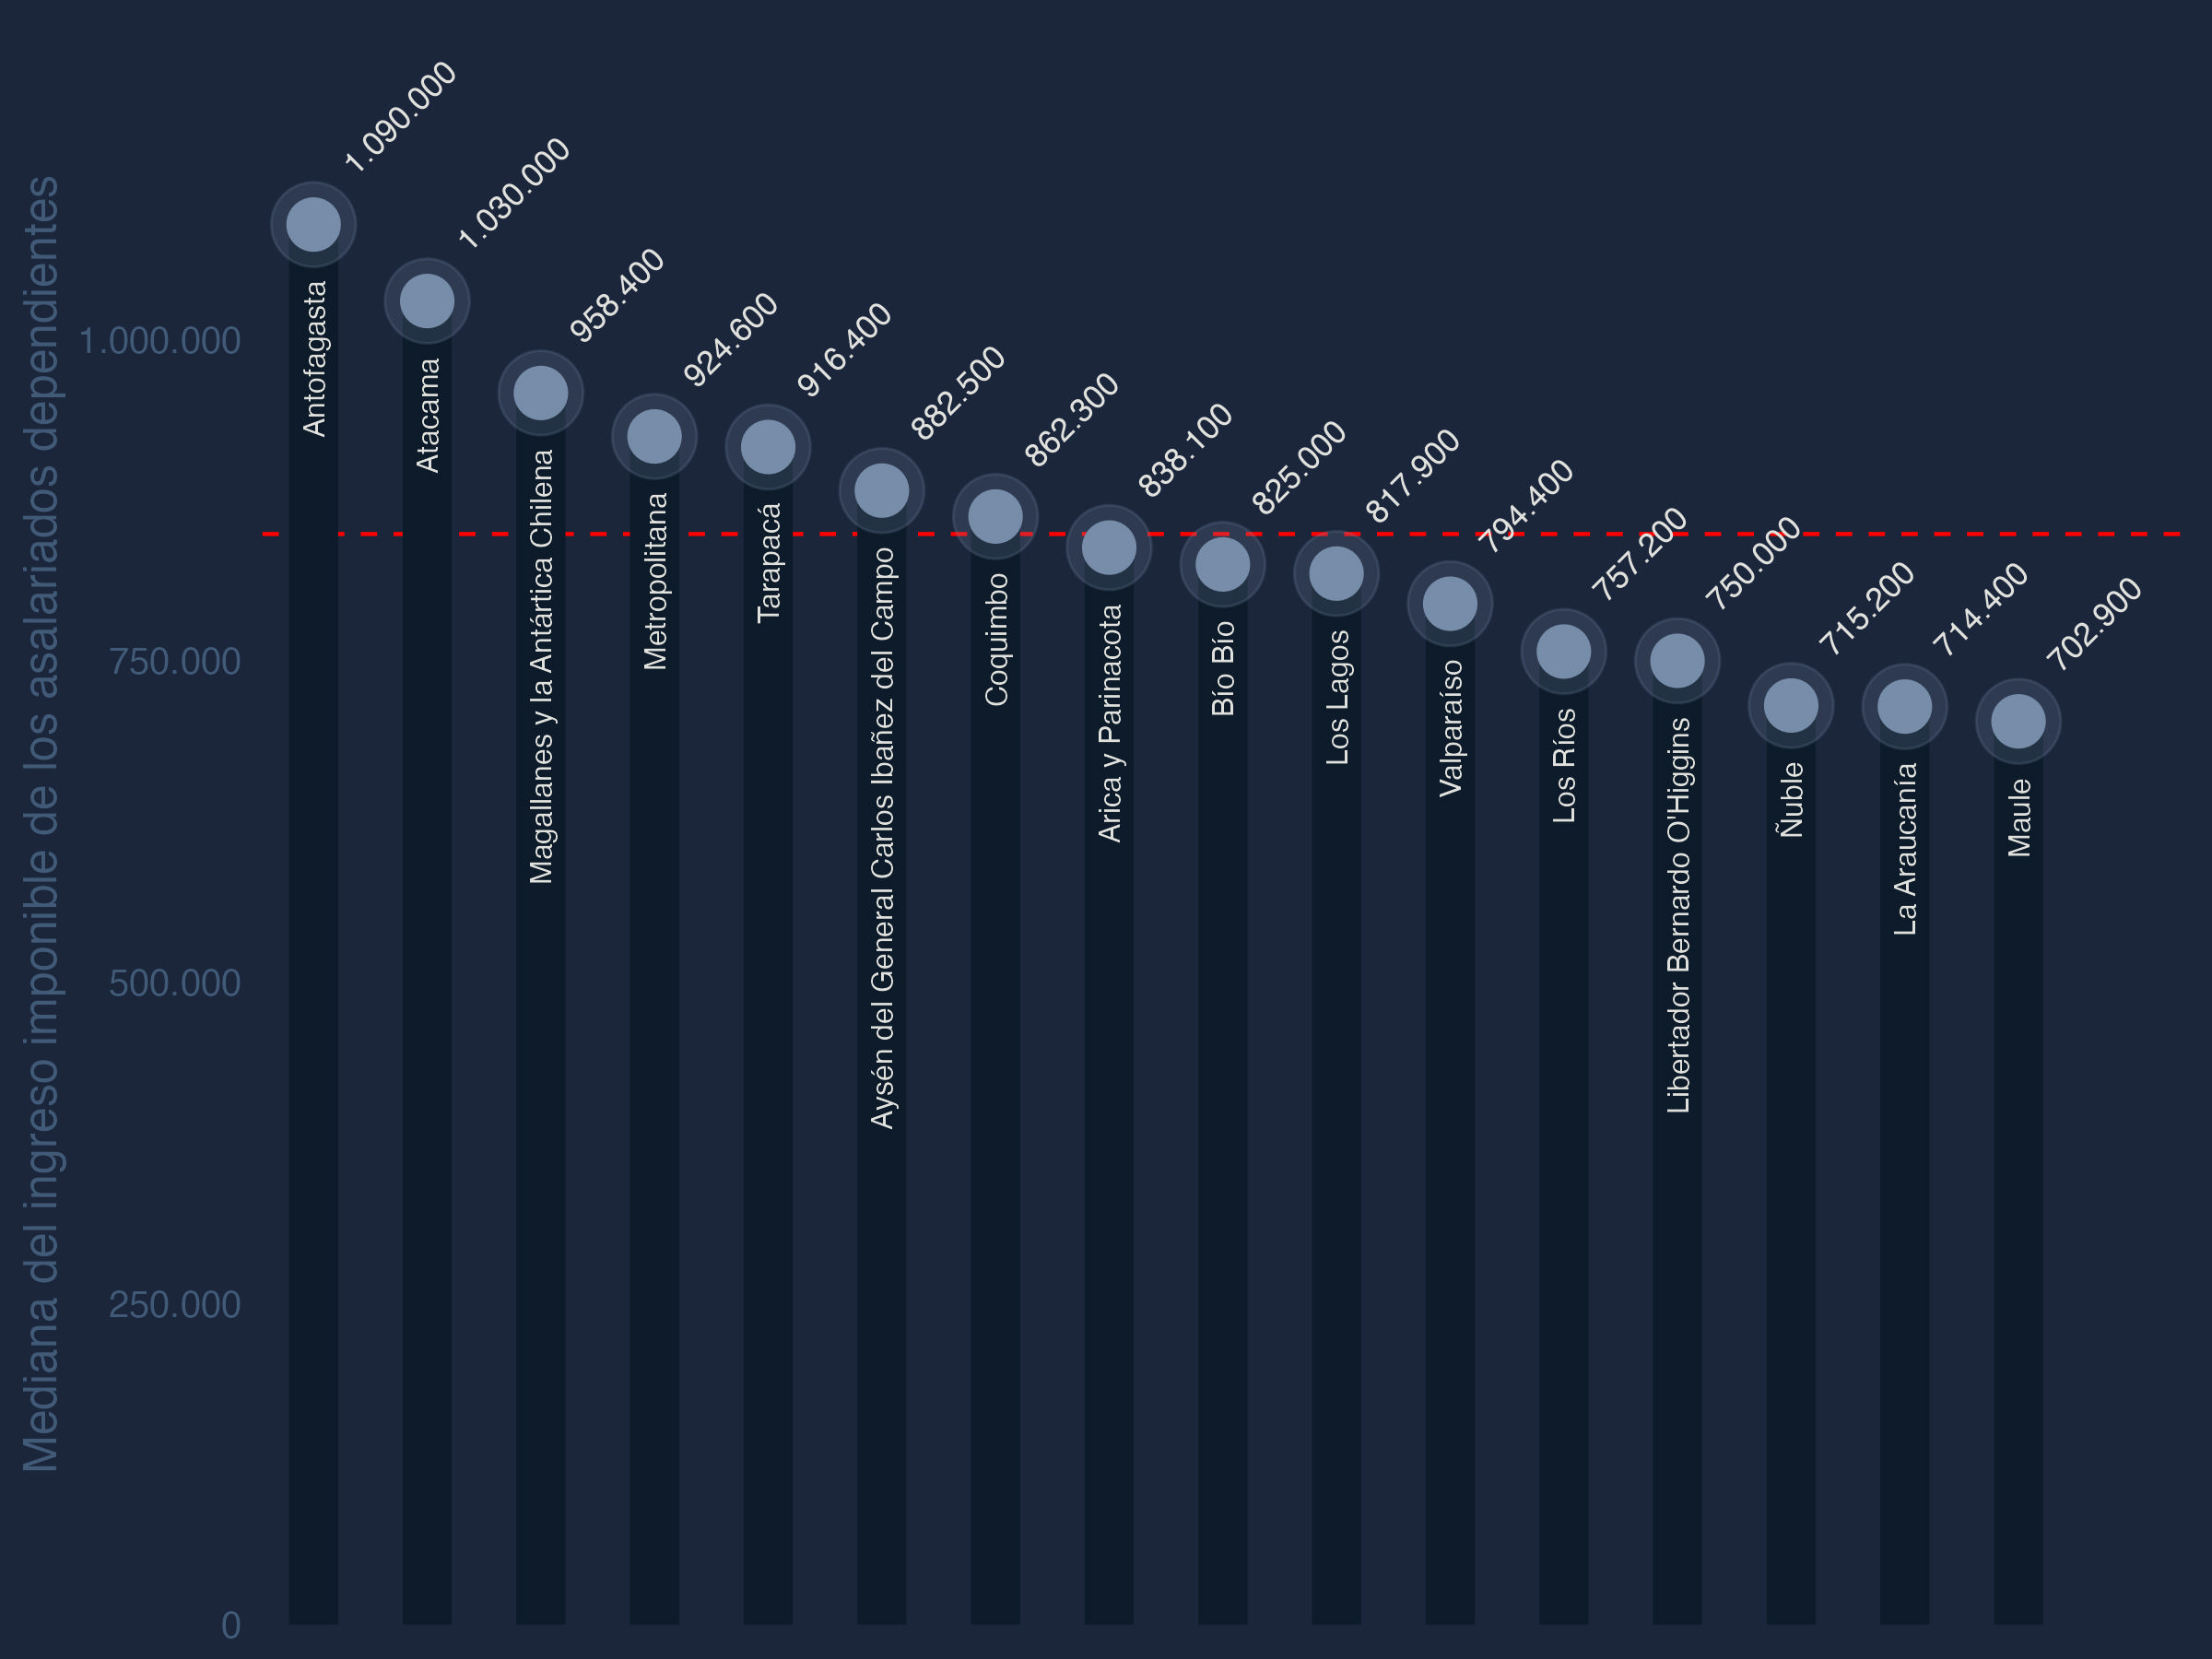 Mediana del ingreso imponible de los asalariados dependientes
1.000.000
750.000
500.000
250.000
0
1.090.000
Antofagasta
1.030.000
Atacama
958.400
Magallanes y la Antártica Chilena
924.600
Metropolitana
916.400
Tarapacá
882.500
Aysén del General Carlos Ibañez del Campo
862.300
Coquimbo
838.100
Arica y Parinacota
825.000
Bío Bío
817.900
Los Lagos
794.400
Valparaíso
757.200
Los Ríos
750.000
Libertador Bernardo O'Higgins
715.200
Ñuble
714.400
La Araucanía
702.900
Maule